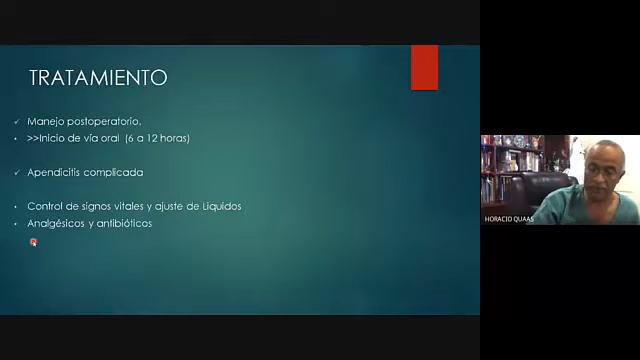 TRATAMIENTO
✓ Manejo postoperatorio.
• >>Inicio de vía oral (6 a 12 horas)
✓ Apendicitis complicada
• Control de signos vitales y ajuste de Liquidos
• Analgésicos y antibióticos
HORACIO QUAAS